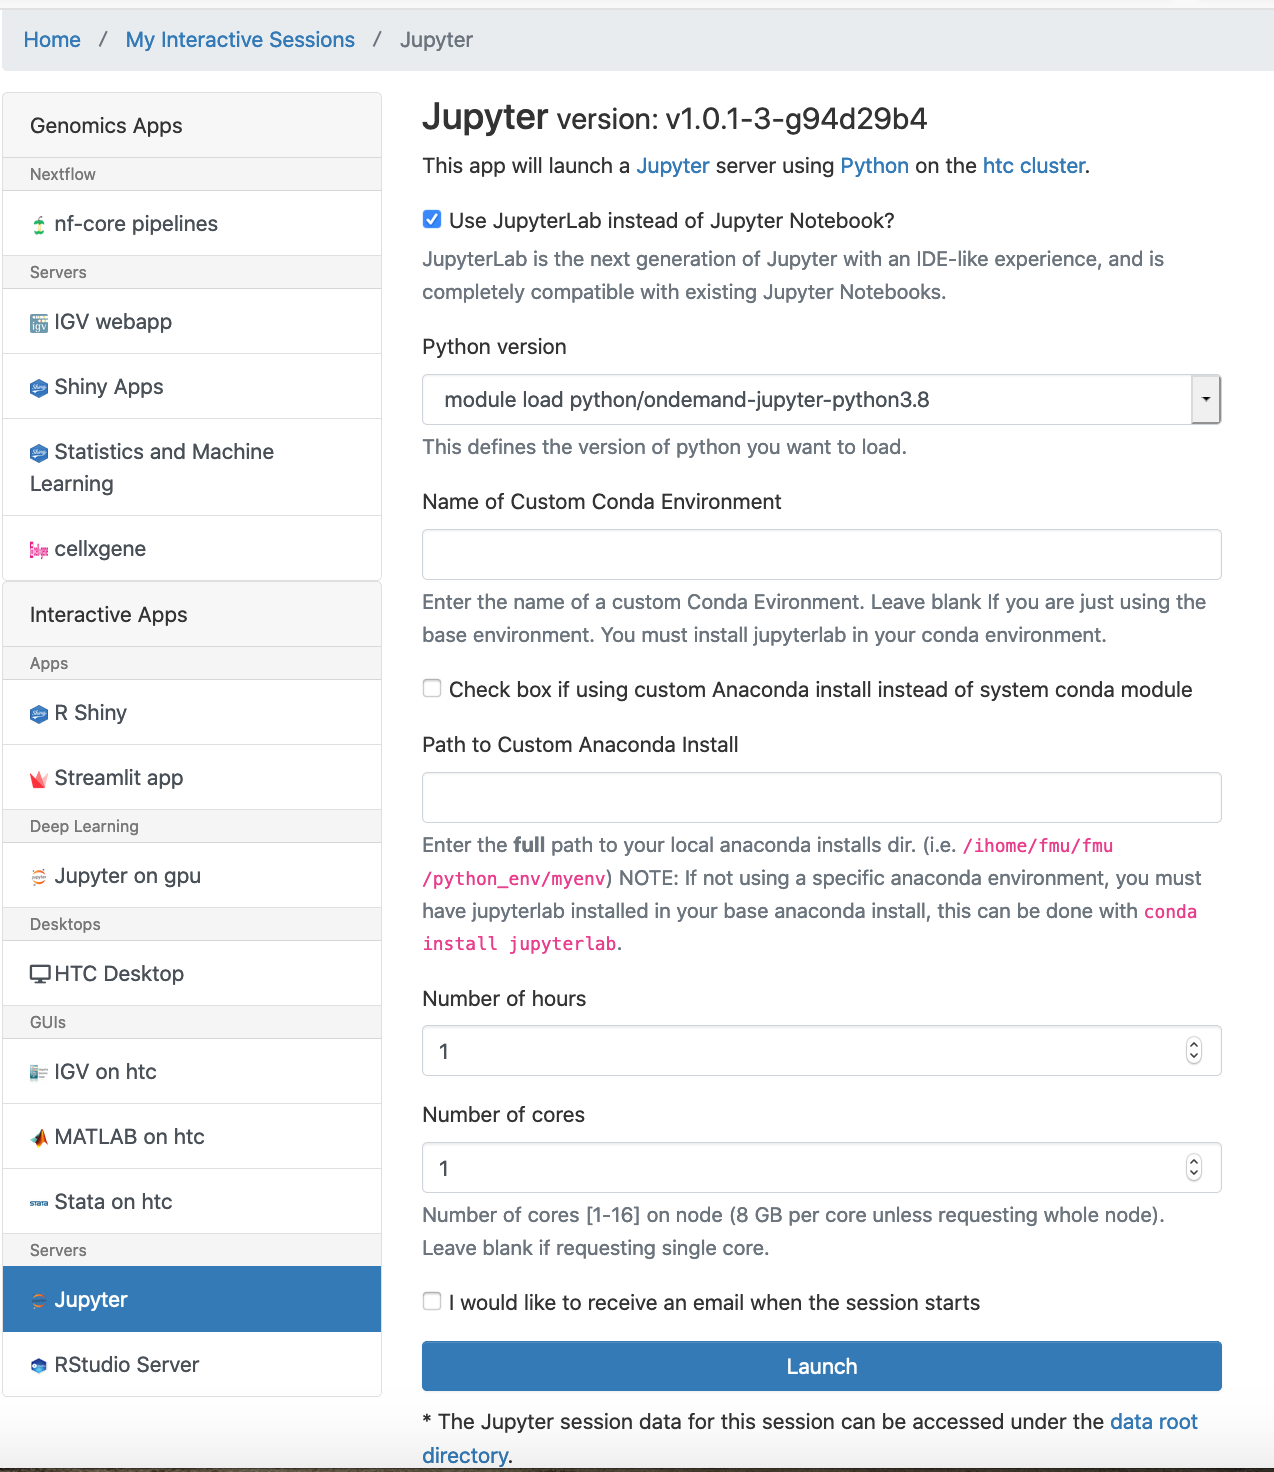 Home / My Interactive Sessions / Jupyter
Genomics Apps
Nextflow
nf-core pipelines
Servers
IGV webapp
Shiny Apps
Statistics and Machine
Learning
cellxgene
Interactive Apps
Apps
R Shiny
Streamlit app
Deep Learning
Jupyter on gpu
Desktops
HTC Desktop
GUIs
IGV on htc
MATLAB on htc
Stata on htc
Servers
Jupyter
RStudio Server
Jupyter version: v1.0.1-3-g94d29b4
This app will launch a Jupyter server using Python on the htc cluster.
Use JupyterLab instead of Jupyter Notebook?
JupyterLab is the next generation of Jupyter with an IDE-like experience, and is
completely compatible with existing Jupyter Notebooks.
Python version
module load python/ondemand-jupyter-python3.8
This defines the version of python you want to load.
Name of Custom Conda Environment
Enter the name of a custom Conda Evironment. Leave blank If you are just using the
base environment. You must install jupyterlab in your conda environment.
Check box if using custom Anaconda install instead of system conda module
Path to Custom Anaconda Install
Enter the full path to your local anaconda installs dir. (i.e. /ihome/fmu/fmu
/python_env/myenv) NOTE: If not using a specific anaconda environment, you must
have jupyterlab installed in your base anaconda install, this can be done with conda
install jupyterlab.
Number of hours
1
Number of cores
1
Number of cores [1-16] on node (8 GB per core unless requesting whole node).
Leave blank if requesting single core.
I would like to receive an email when the session starts
Launch
* The Jupyter session data for this session can be accessed under the data root
directory.